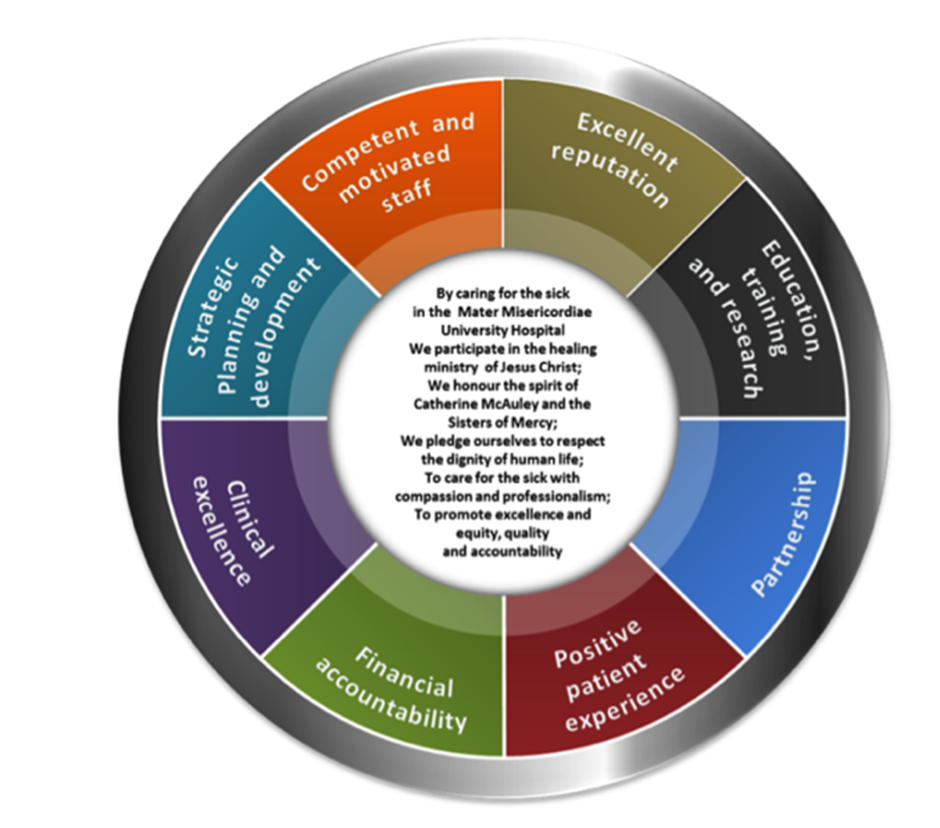 Competent and
motivated
staff
Excellent
reputation
Education,
training
and research
Partnership
Positive
patient
experience
Financial
accountability
Clinical
excellence
Strategic
Planning and
development
By caring for the sick
in the Mater Misericordiae
University Hospital
We participate in the healing
ministry of Jesus Christ;
We honour the spirit of
Catherine McAuley and the
Sisters of Mercy;
We pledge ourselves to respect
the dignity of human life;
To care for the sick with
compassion and professionalism;
To promote excellence and
equity, quality
and accountability